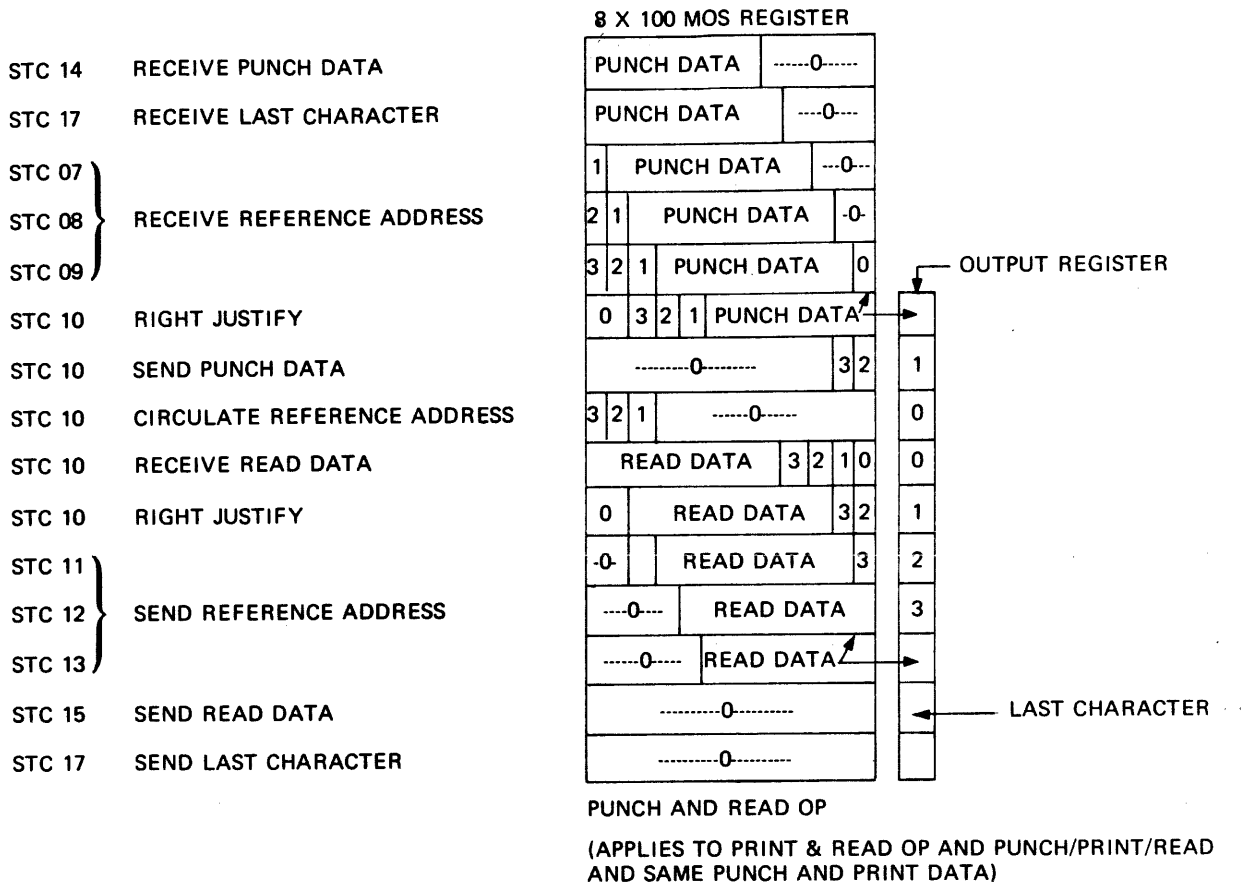 8 X 100 MOS REGISTER
STC 14 RECEIVE PUNCH DATA PUNCH DATA ------0------
STC 17 RECEIVE LAST CHARACTER PUNCH DATA ----0----
STC 07 1 PUNCH DATA ---0---
STC 08 RECEIVE REFERENCE ADDRESS 2 1 PUNCH DATA -0-
STC 09 3 2 1 PUNCH DATA 0 OUTPUT REGISTER
STC 10 RIGHT JUSTIFY 0 3 2 1 PUNCH DATA
STC 10 SEND PUNCH DATA ---------0---------- 3 2 1
STC 10 CIRCULATE REFERENCE ADDRESS 3 2 1 ------0------ 0
STC 10 RECEIVE READ DATA READ DATA 3 2 1 0 0
STC 10 RIGHT JUSTIFY 0 READ DATA 3 2 1
STC 11 -0- READ DATA 3 2
STC 12 SEND REFERENCE ADDRESS ----0---- READ DATA 3
STC 13 ------0----- READ DATA
STC 15 SEND READ DATA ----------0---------- LAST CHARACTER
STC 17 SEND LAST CHARACTER ----------0----------
PUNCH AND READ OP
(APPLIES TO PRINT & READ OP AND PUNCH/PRINT/READ
AND SAME PUNCH AND PRINT DATA)